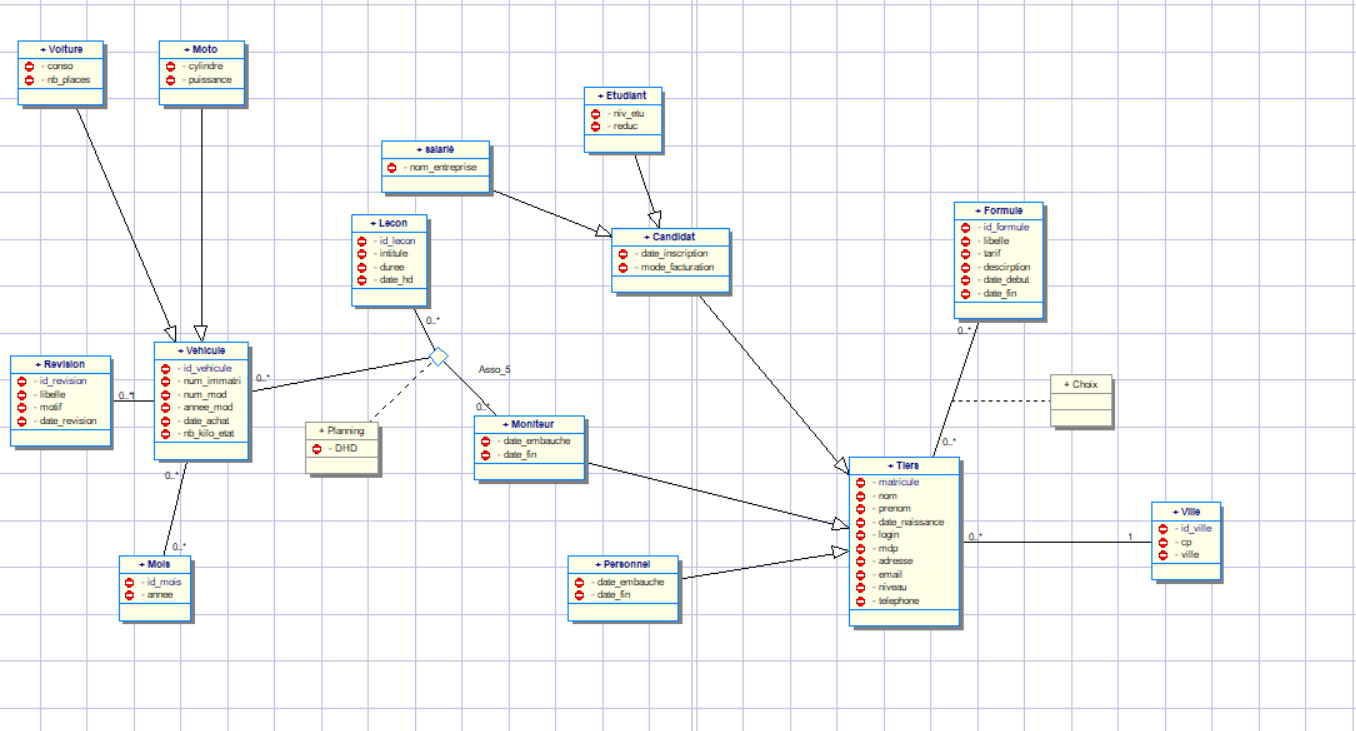 + Voiture
- conso
- nb_places
+ Moto
- cylindre
- puissance
+ Etudiant
- niv_etu
- reduc
+ salarié
- nom_entreprise
+ Lecon
- id_lecon
- intitule
- duree
- date_hd
0..*
+ Candidat
- date_inscription
- mode_facturation
+ Formule
- id_formule
- libelle
- tarif
- descirption
- date_debut
- date_fin
0..*
+ Revision
- id_revision
- libelle
- motif
- date_revision
0..*1
+ Vehicule
- id_vehicule
- num_immatri
- num_mod
- annee_mod
- date_achat
- nb_kilo_etat
0..*
0..*
Asso_5
0..*
+ Planning
- DHD
+ Moniteur
- date_embauche
- date_fin
+ Choix
0..*
+ Tiers
- matricule
- nom
- prenom
- date_naissance
- login
- mdp
- adresse
- email
- niveau
- telephone
0..*
1
+ Ville
- id_ville
- cp
- ville
0..*
+ Mois
- id_mois
- annee
+ Personnel
- date_embauche
- date_fin